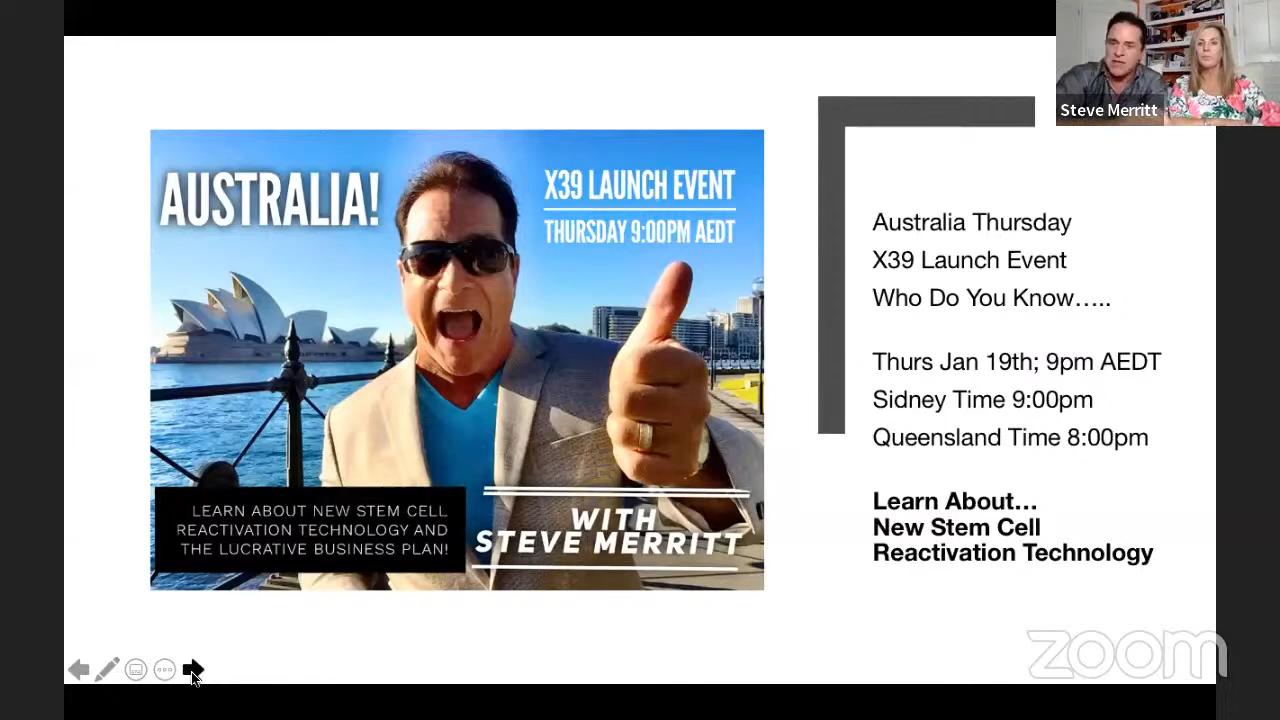 Steve Merritt
AUSTRALIA!
X39 LAUNCH EVENT
THURSDAY 9:00PM AEDT
LEARN ABOUT NEW STEM CELL
REACTIVATION TECHNOLOGY AND
THE LUCRATIVE BUSINESS PLAN!
WITH
STEVE MERRITT
Australia Thursday
X39 Launch Event
Who Do You Know…..
Thurs Jan 19th; 9pm AEDT
Sidney Time 9:00pm
Queensland Time 8:00pm
Learn About…
New Stem Cell
Reactivation Technology
zoom